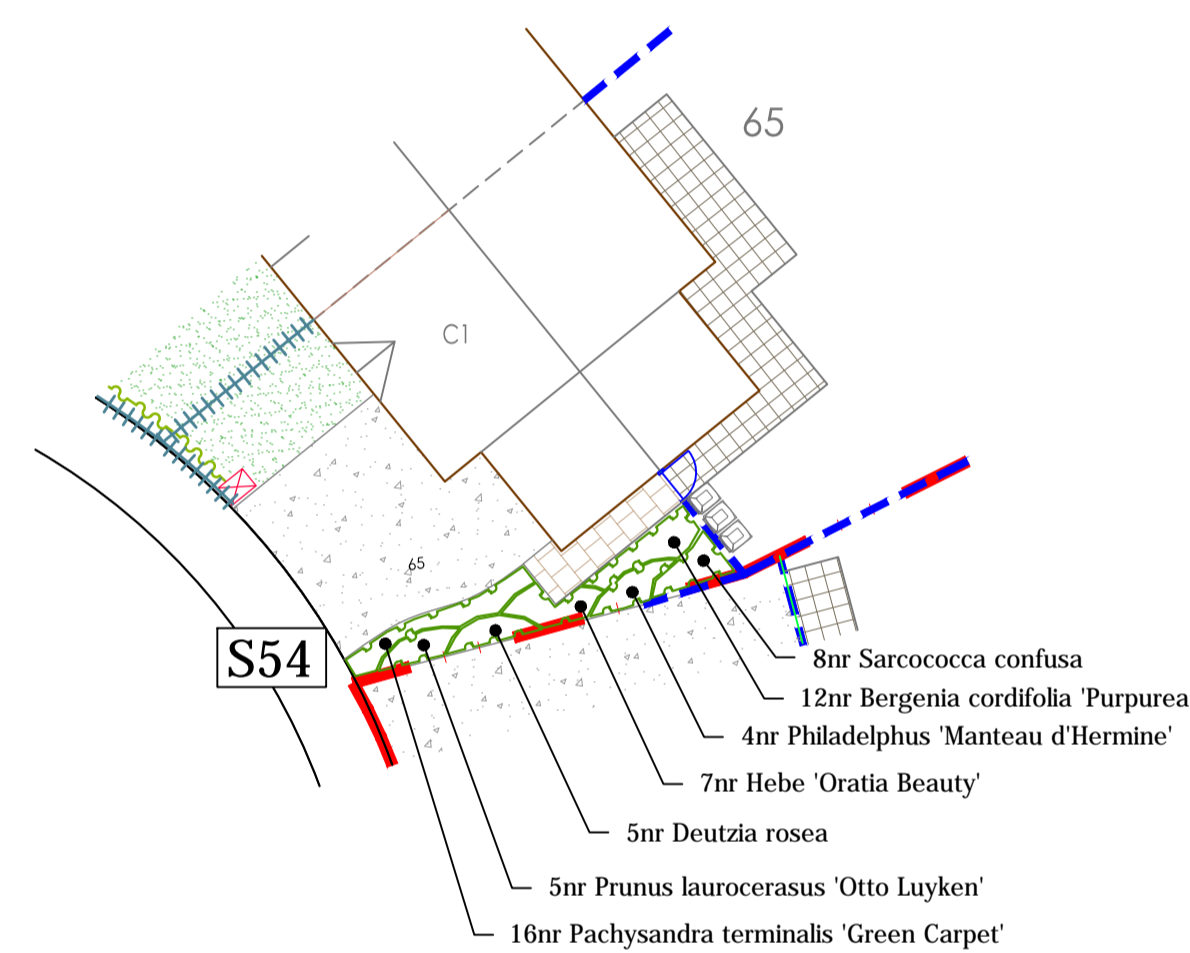 65
C1
65
S54
8nr Sarcococca confusa
12nr Bergenia cordifolia 'Purpurea
4nr Philadelphus 'Manteau d'Hermine'
7nr Hebe 'Oratia Beauty'
5nr Deutzia rosea
5nr Prunus laurocerasus 'Otto Luyken'
16nr Pachysandra terminalis 'Green Carpet'